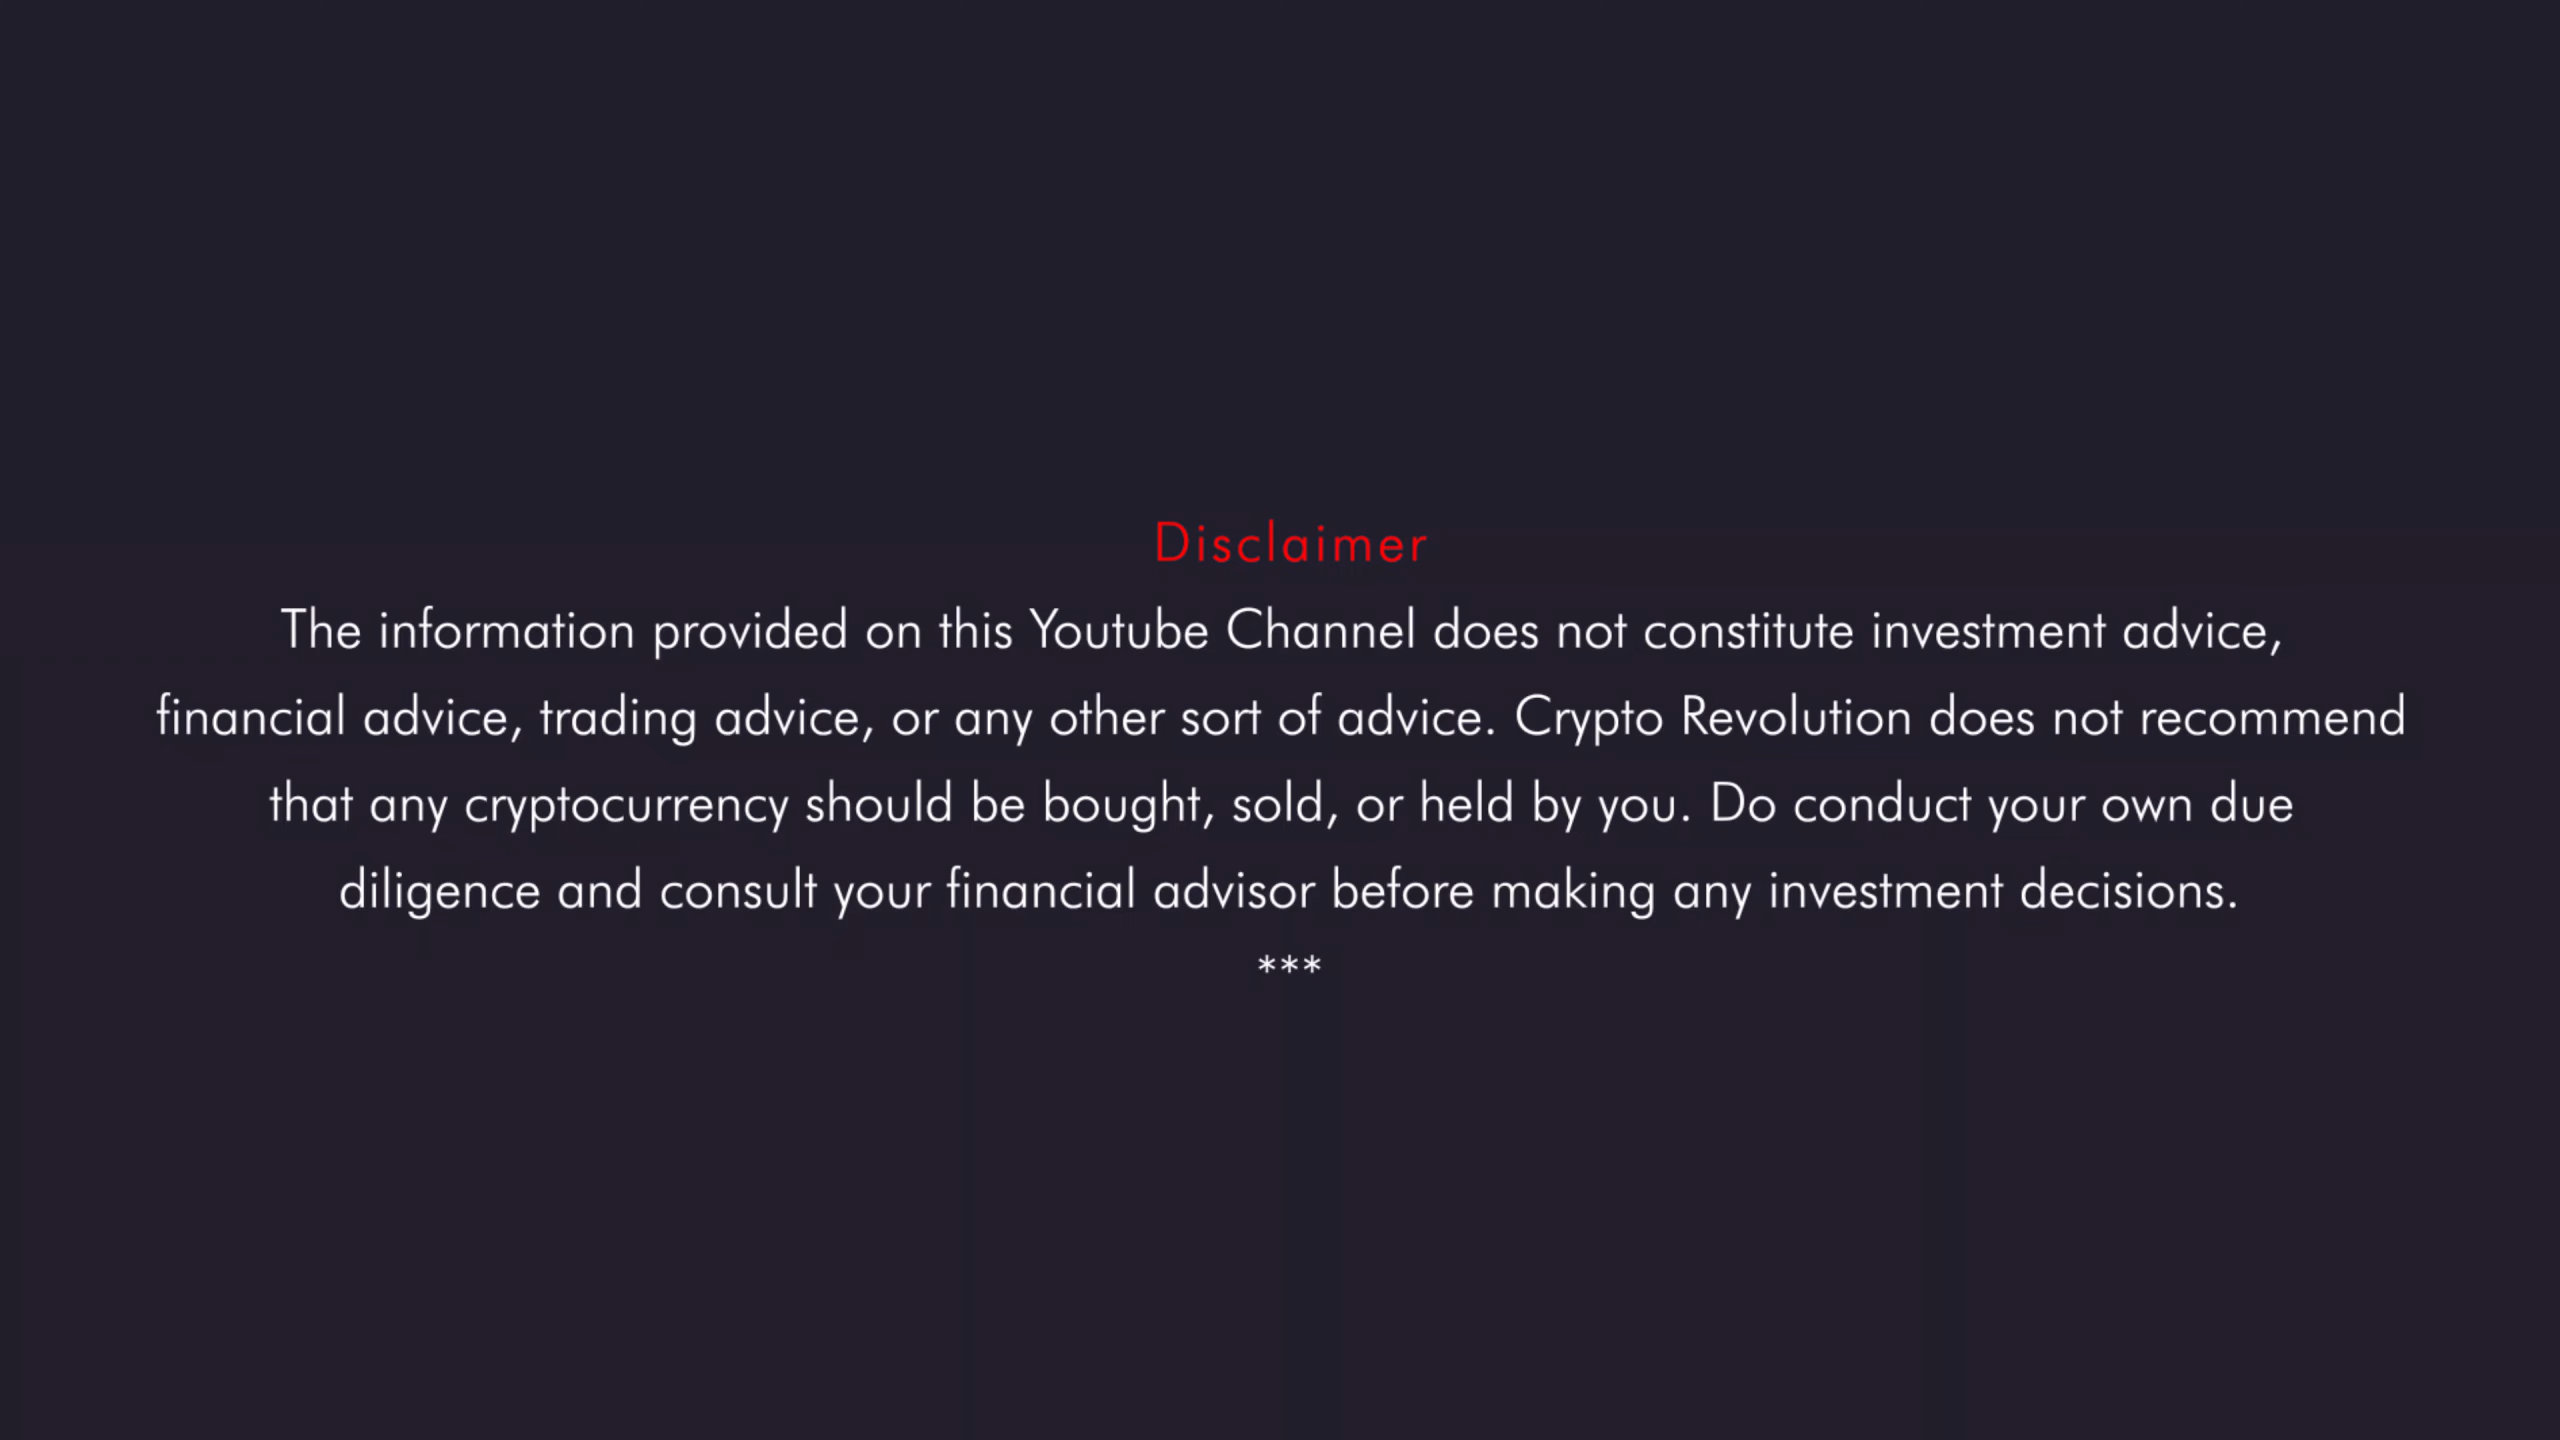 Disclaimer
The information provided on this Youtube Channel does not constitute investment advice,
financial advice, trading advice, or any other sort of advice. Crypto Revolution does not recommend
that any cryptocurrency should be bought, sold, or held by you. Do conduct your own due
diligence and consult your financial advisor before making any investment decisions.
***